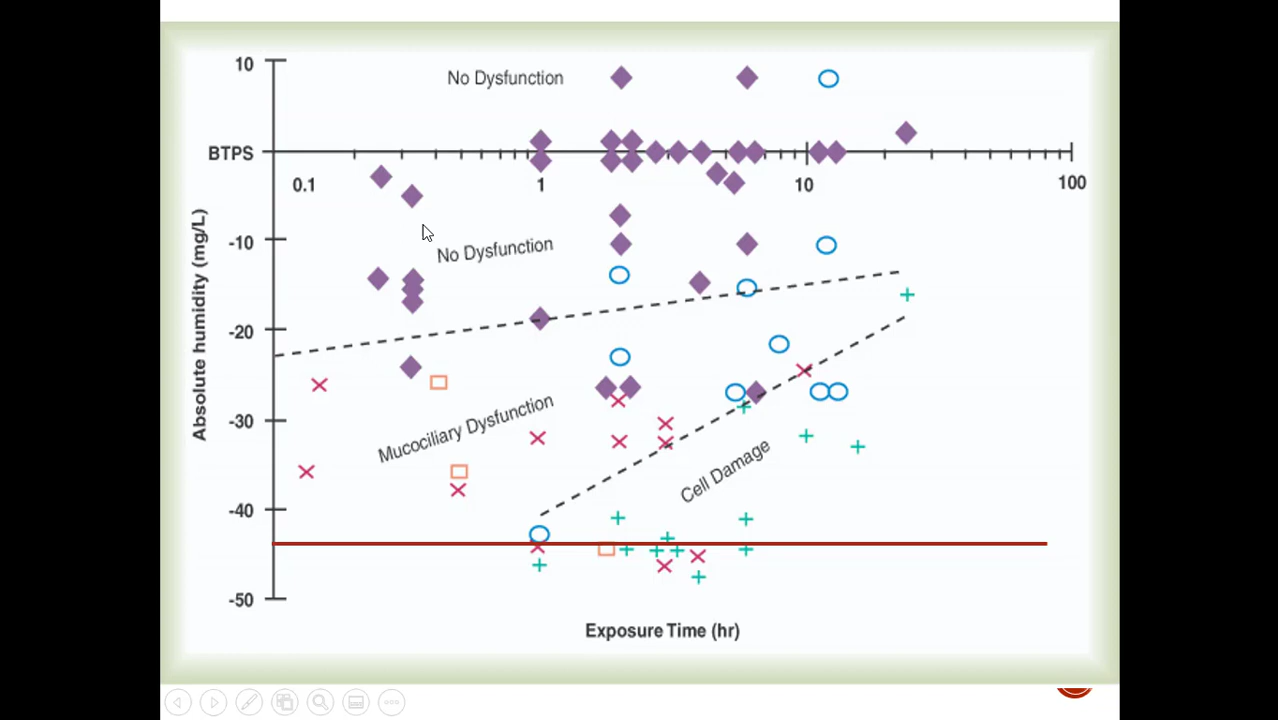 10
No Dysfunction
BTPS
0.1
1
10
100
-10
No Dysfunction
-20
-30
Mucociliary Dysfunction
Cell Damage
-40
-50
Absolute humidity (mg/L)
Exposure Time (hr)